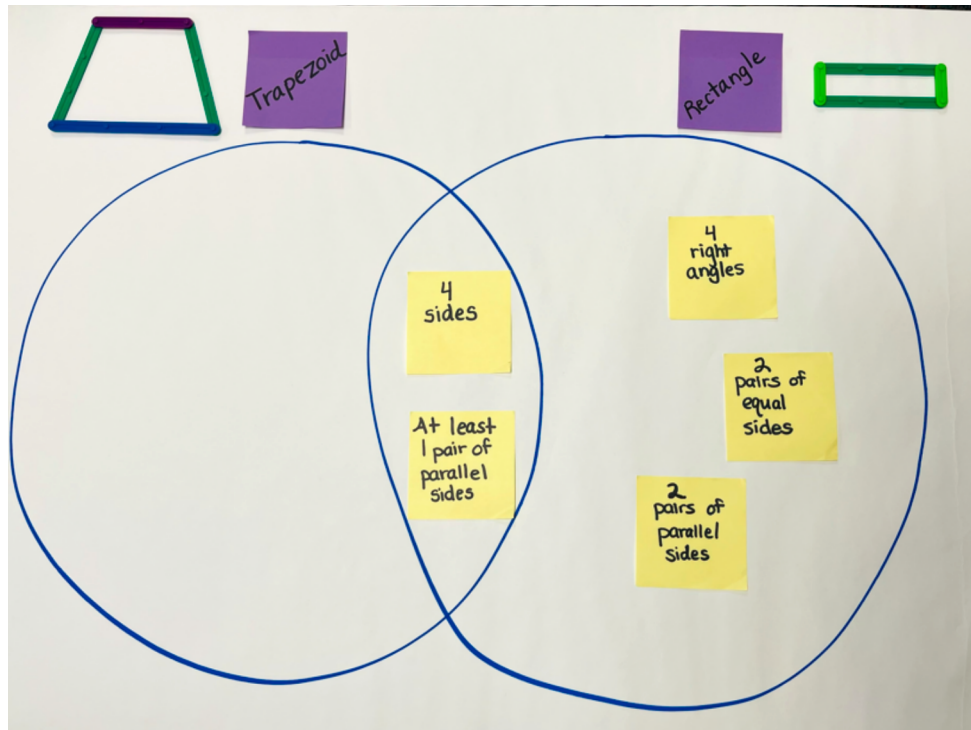 Trapezoid
Rectangle
4
sides
At least
1 pair of
parallel
sides
4
right
angles
2
pairs of
equal
sides
2
pairs of
parallel
sides